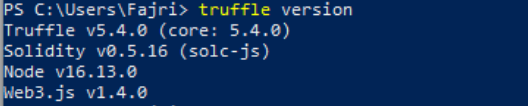 PS C:\Users\Fajri> truffle version
Truffle v5.4.0 (core: 5.4.0)
Solidity v0.5.16 (solc-js)
Node v16.13.0
Web3.js v1.4.0